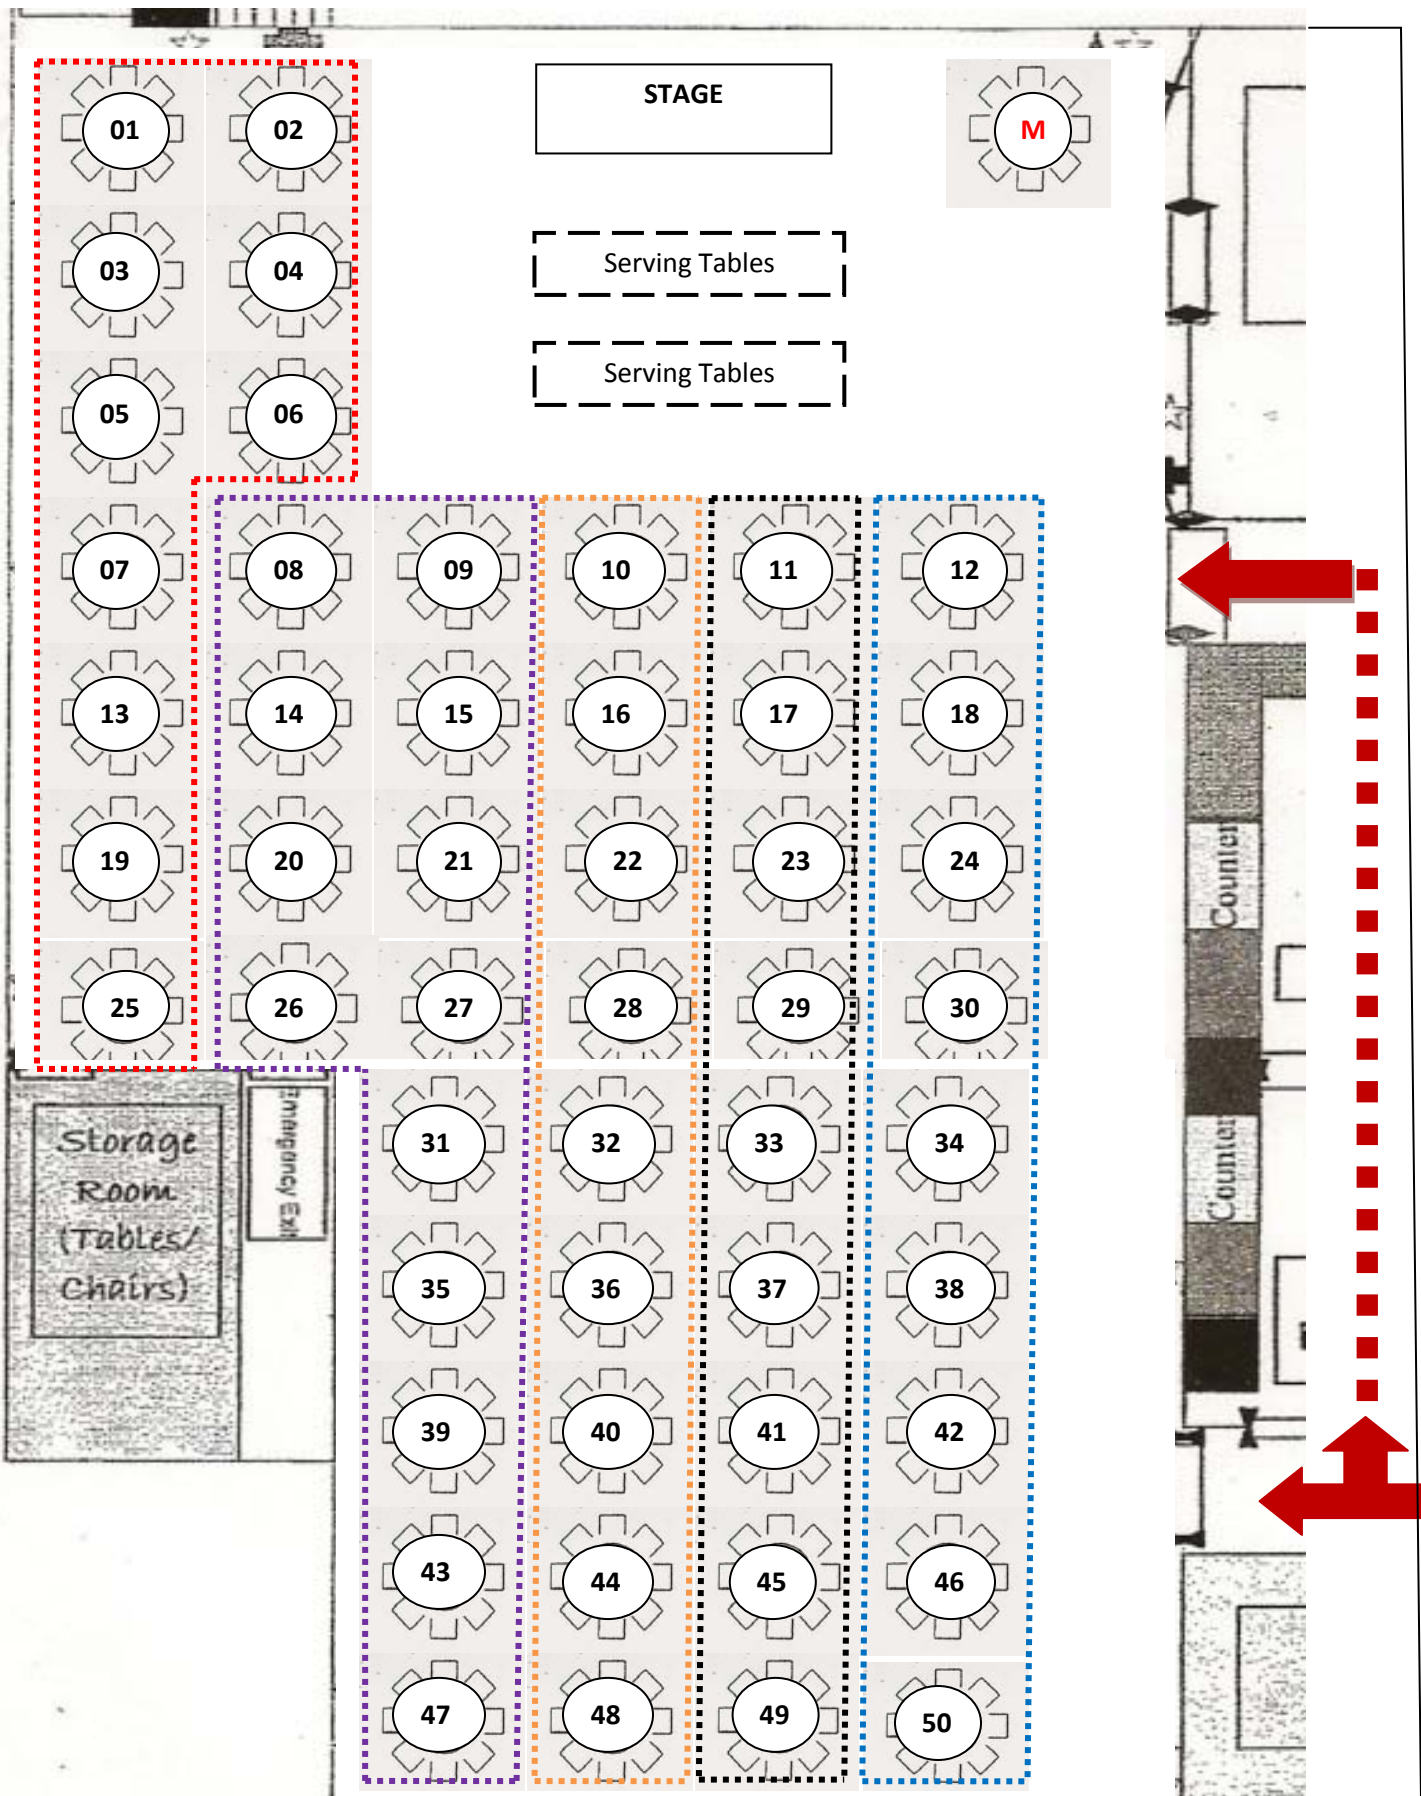 STAGE
01 02 M
03 04 Serving Tables
05 06 Serving Tables
07 08 09 10 11 12
13 14 15 16 17 18
19 20 21 22 23 24
Counter
25 26 27 28 29 30
31 32 33 34
Storage
Room
(Tables/
Chairs)
Emergancy Exit
Counter
35 36 37 38
39 40 41 42
43 44 45 46
47 48 49 50